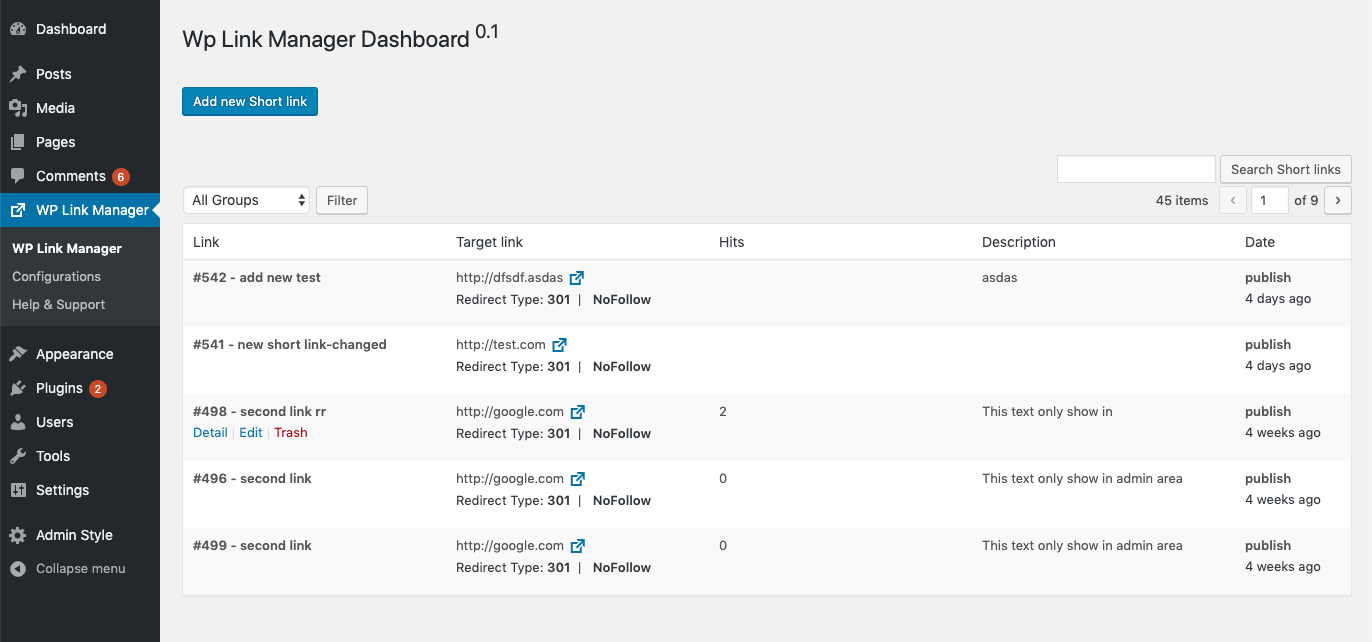 Dashboard
Posts
Media
Pages
Comments 6
WP Link Manager
WP Link Manager
Configurations
Help & Support
Appearance
Plugins 2
Users
Tools
Settings
Admin Style
Collapse menu
Wp Link Manager Dashboard 0.1
Add new Short link
Search Short links
All Groups Filter
45 items ‹ 1 of 9 ›
Link Target link Hits Description Date
#542 - add new test http://dfsdf.asdas asdas publish
Redirect Type: 301 | NoFollow 4 days ago
#541 - new short link-changed http://test.com publish
Redirect Type: 301 | NoFollow 4 days ago
#498 - second link rr http://google.com 2 This text only show in publish
Detail | Edit | Trash Redirect Type: 301 | NoFollow 4 weeks ago
#496 - second link http://google.com 0 This text only show in admin area publish
Redirect Type: 301 | NoFollow 4 weeks ago
#499 - second link http://google.com 0 This text only show in admin area publish
Redirect Type: 301 | NoFollow 4 weeks ago